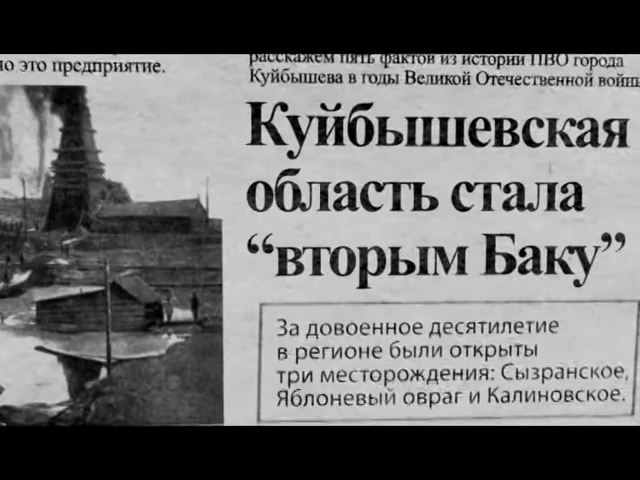 но это предприятие.
расскажем пять фактов из истории ПВО города
Куйбышева в годы Великой Отечественной войны
Куйбышевская
область стала
“вторым Баку”
За довоенное десятилетие
в регионе были открыты
три месторождения: Сызранское,
Яблоневый овраг и Калиновское.